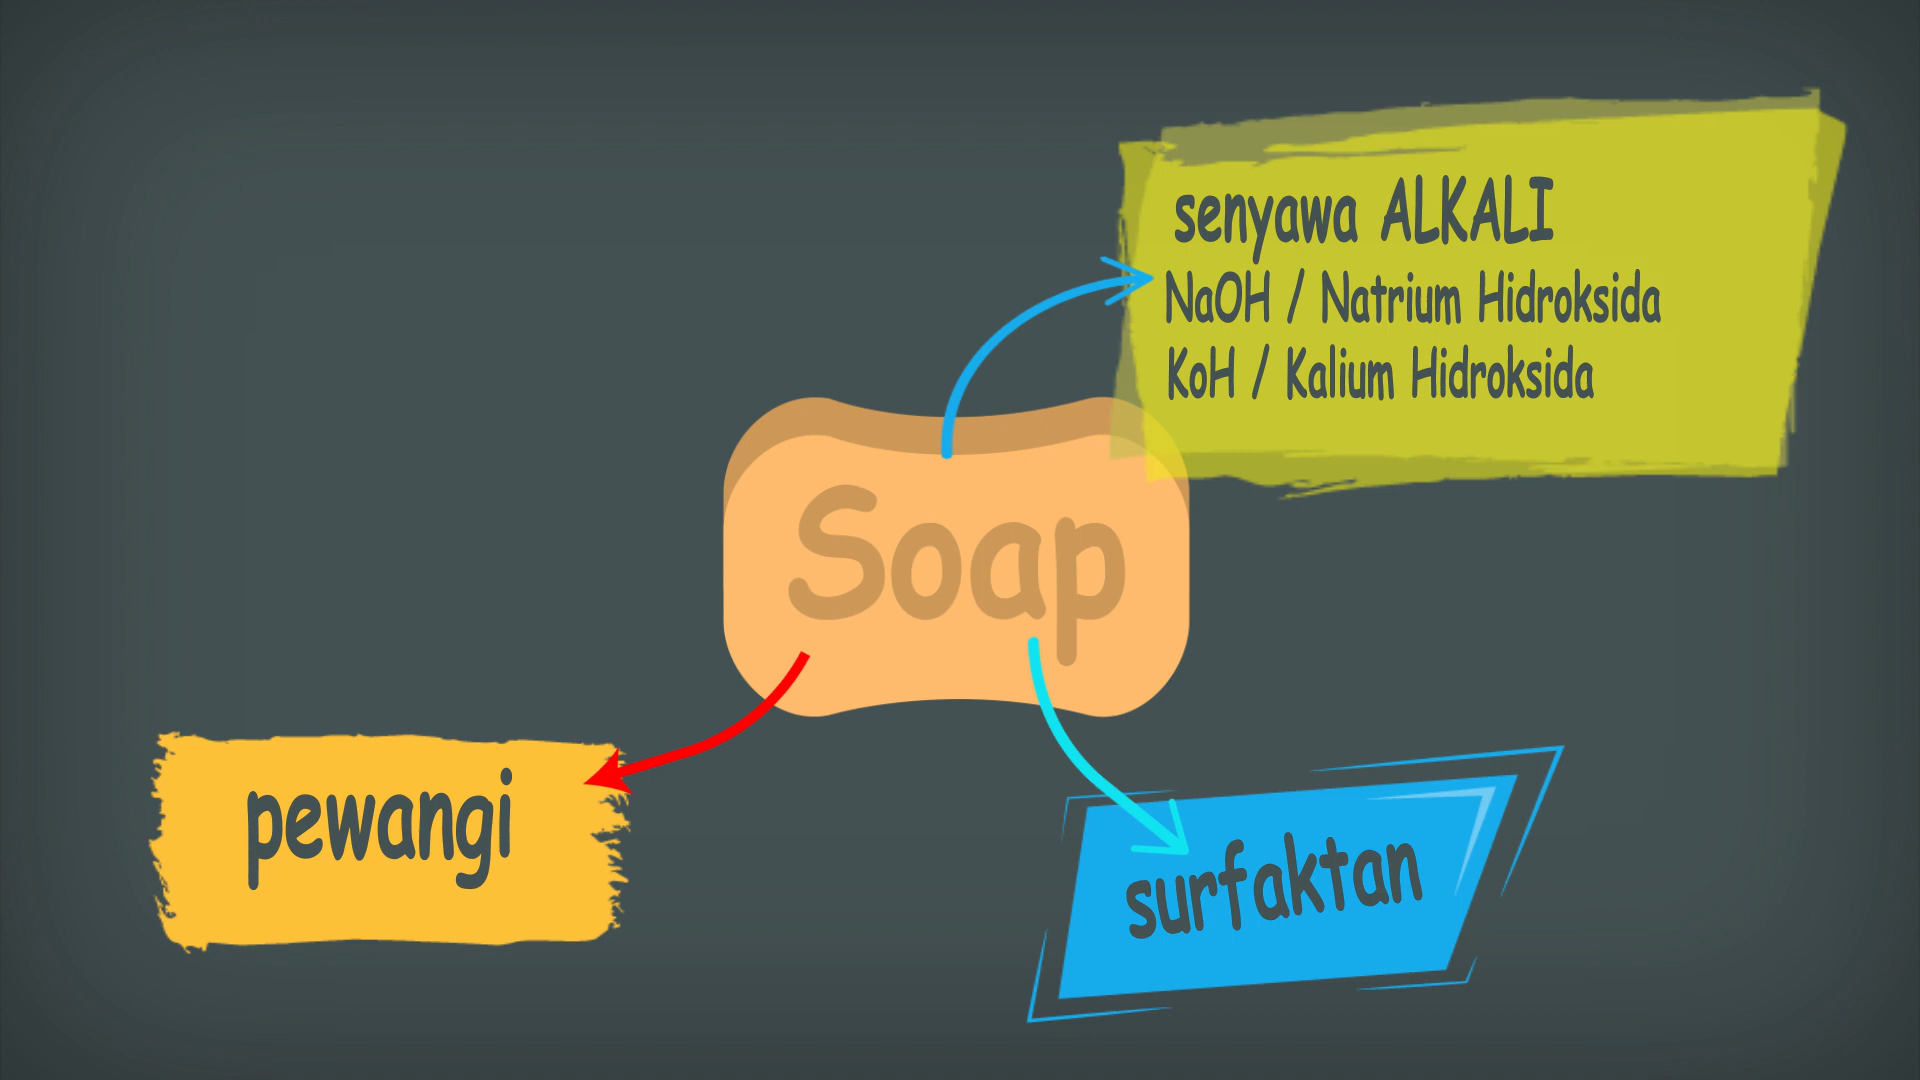 senyawa ALKALI
NaOH / Natrium Hidroksida
KoH / Kalium Hidroksida
Soap
pewangi
surfaktan